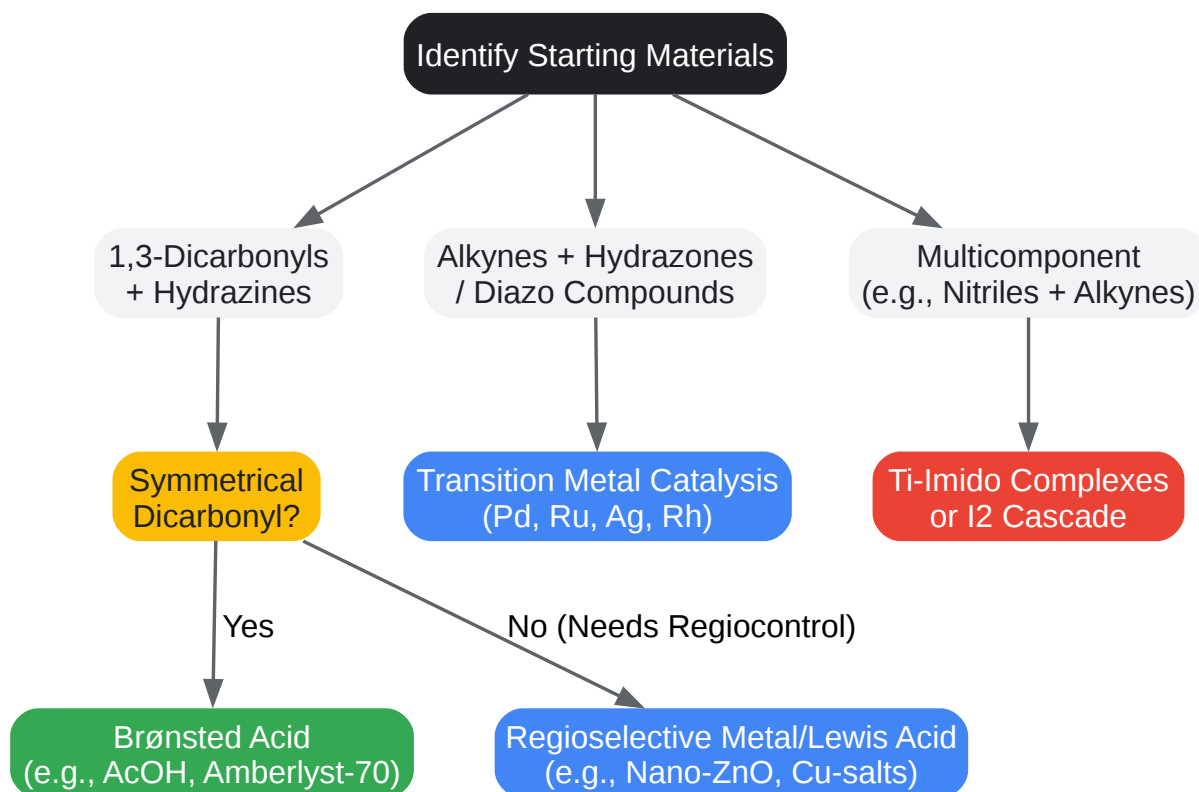 Identify Starting Materials
1,3-Dicarbonyls
+ Hydrazines
Alkynes + Hydrazones
/ Diazo Compounds
Multicomponent
(e.g., Nitriles + Alkynes)
Symmetrical
Dicarbonyl?
Transition Metal Catalysis
(Pd, Ru, Ag, Rh)
Ti-Imido Complexes
or I2 Cascade
Yes
No (Needs Regiocontrol)
Brønsted Acid
(e.g., AcOH, Amberlyst-70)
Regioselective Metal/Lewis Acid
(e.g., Nano-ZnO, Cu-salts)